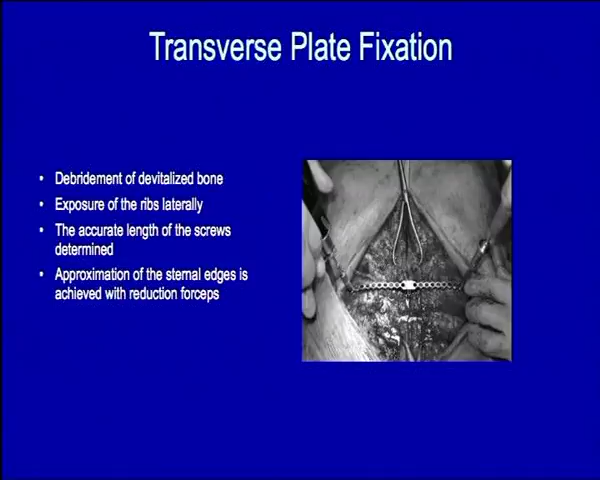 Transverse Plate Fixation
• Debridement of devitalized bone
• Exposure of the ribs laterally
• The accurate length of the screws
determined
• Approximation of the sternal edges is
achieved with reduction forceps